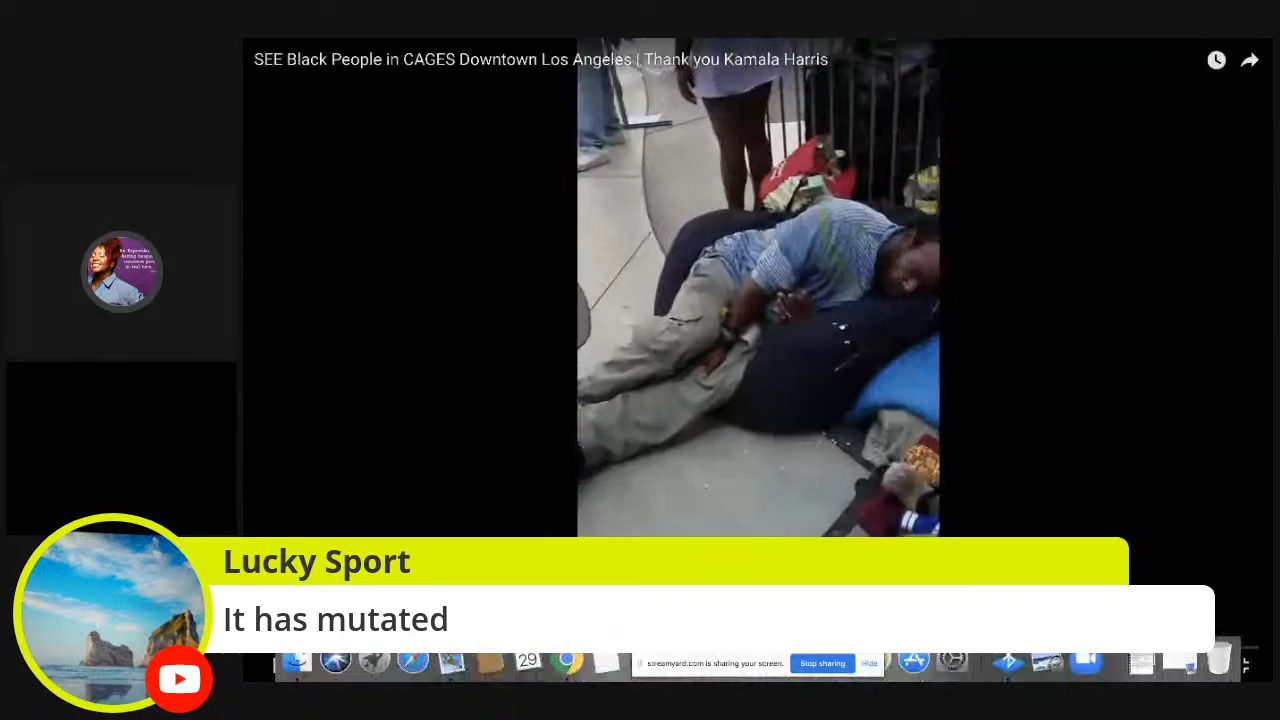 SEE Black People in CAGES Downtown Los Angeles | Thank you Kamala Harris
Lucky Sport
It has mutated
29
streamyard.com is sharing your screen. Stop sharing Hide